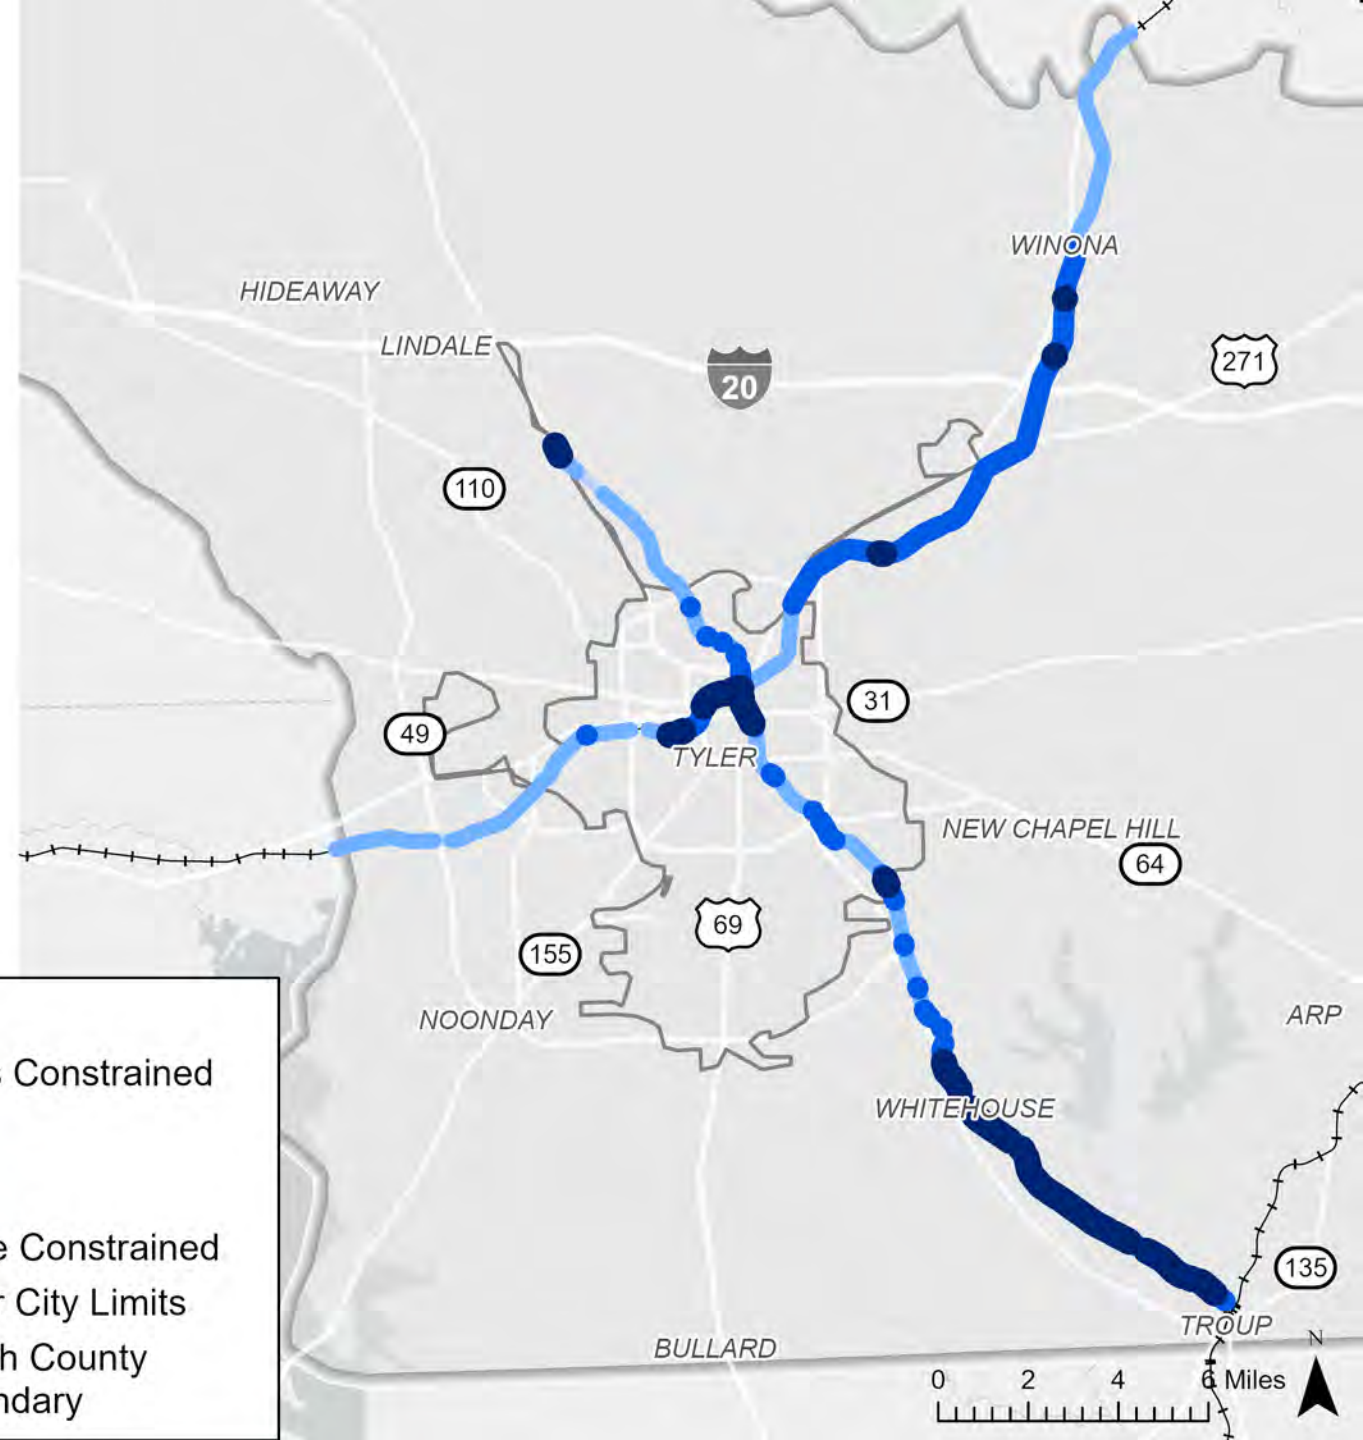 WINONA
HIDEAWAY
LINDALE
20
271
110
31
49
TYLER
NEW CHAPEL HILL
64
69
155
NOONDAY
ARP
Constrained
WHITEHOUSE
Constrained
City Limits
135
TROUP
County
BULLARD
N
0 2 4 6 Miles